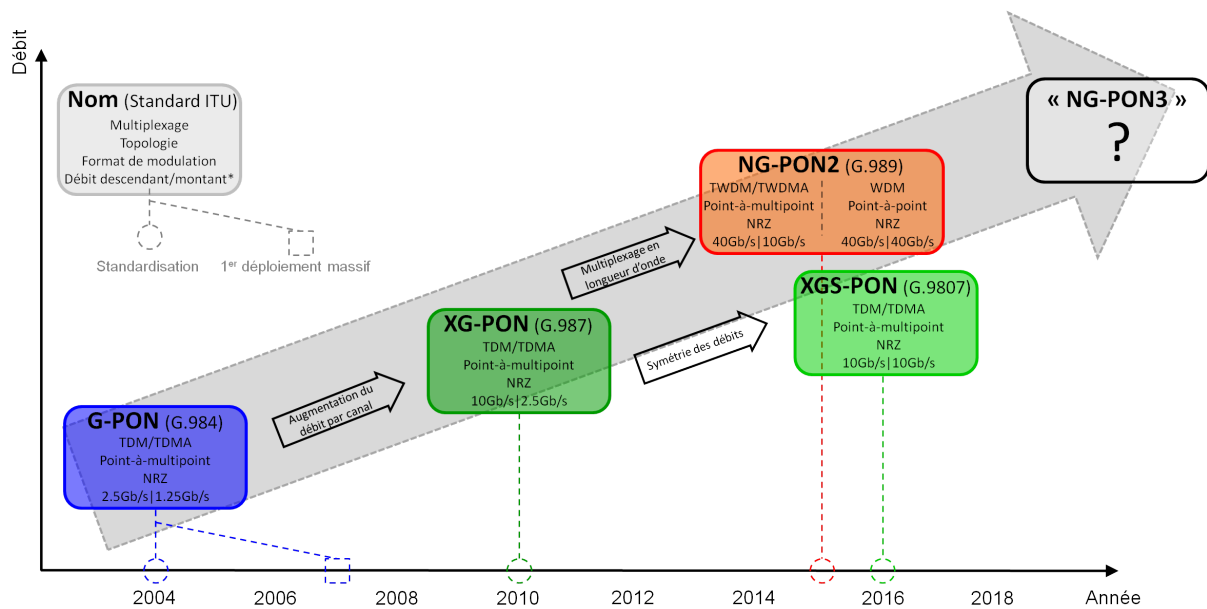 Débit
Nom (Standard ITU)
Multiplexage
Topologie
Format de modulation
Débit descendant/montant*
Standardisation
1er déploiement massif
« NG-PON3 »
?
NG-PON2 (G.989)
TWDM/TWDMA
Point-à-multipoint
NRZ
40Gb/s|10Gb/s
WDM
Point-à-point
NRZ
40Gb/s|40Gb/s
Multiplexage en
longueur d'onde
XGS-PON (G.9807)
TDM/TDMA
Point-à-multipoint
NRZ
10Gb/s|10Gb/s
Symétrie des débits
XG-PON (G.987)
TDM/TDMA
Point-à-multipoint
NRZ
10Gb/s|2.5Gb/s
Augmentation du
débit par canal
G-PON (G.984)
TDM/TDMA
Point-à-multipoint
NRZ
2.5Gb/s|1.25Gb/s
2004 2006 2008 2010 2012 2014 2016 2018 Année